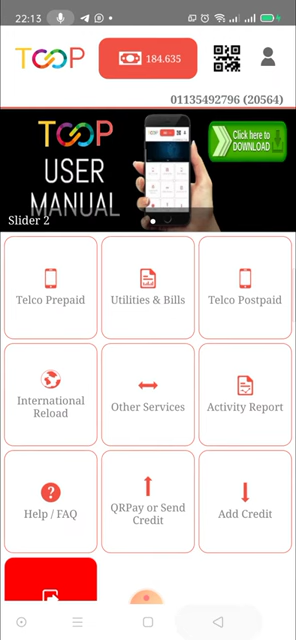 22:13
TOOP
184.635
01135492796 (20564)
TOOP
USER
MANUAL
Click here to
DOWNLOAD
Slider 2
Telco Prepaid
Utilities & Bills
Telco Postpaid
International
Reload
Other Services
Activity Report
Help / FAQ
QRPay or Send
Credit
Add Credit